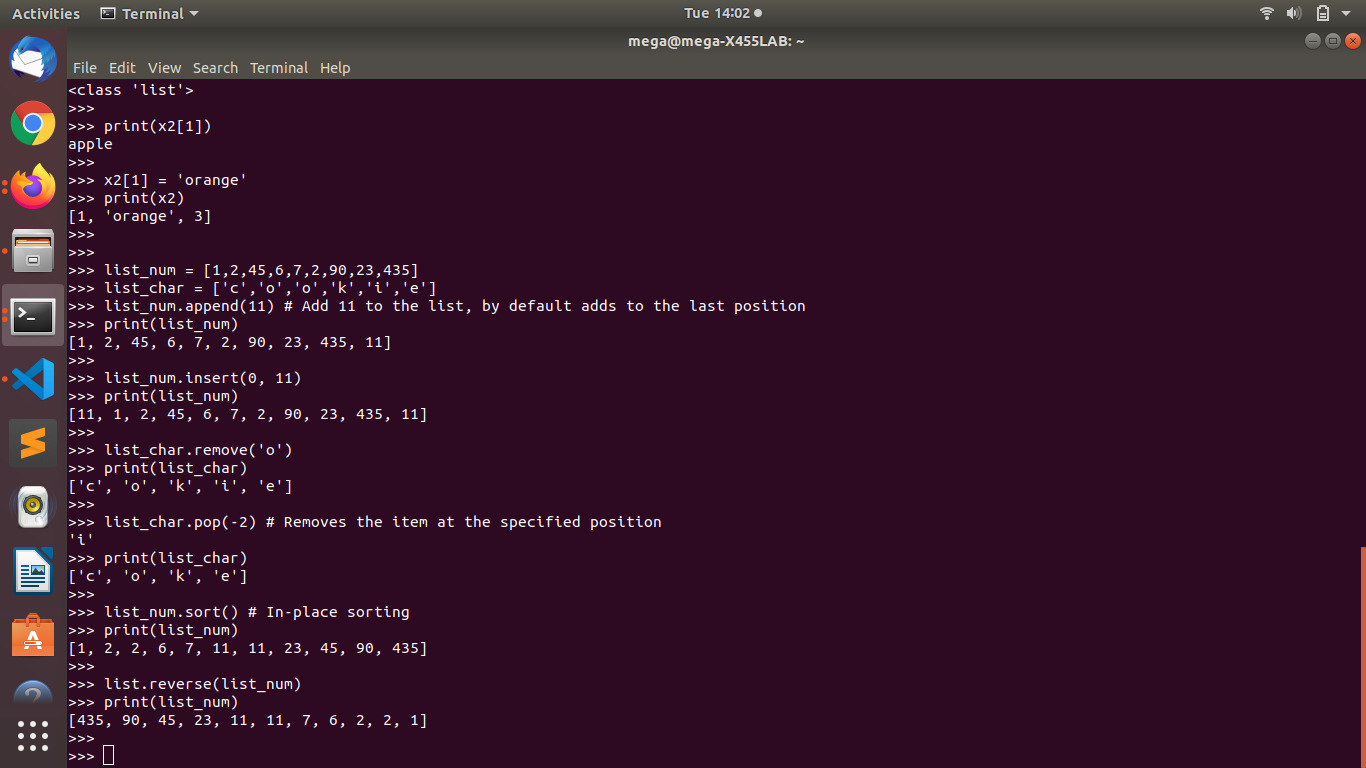 Activities Terminal Tue 14:02
mega@mega-X455LAB: ~
File Edit View Search Terminal Help
<class 'list'>
>>>
>>> print(x2[1])
apple
>>>
>>> x2[1] = 'orange'
>>> print(x2)
[1, 'orange', 3]
>>>
>>>
>>> list_num = [1,2,45,6,7,2,90,23,435]
>>> list_char = ['c','o','o','k','i','e']
>>> list_num.append(11) # Add 11 to the list, by default adds to the last position
>>> print(list_num)
[1, 2, 45, 6, 7, 2, 90, 23, 435, 11]
>>>
>>> list_num.insert(0, 11)
>>> print(list_num)
[11, 1, 2, 45, 6, 7, 2, 90, 23, 435, 11]
>>>
>>> list_char.remove('o')
>>> print(list_char)
['c', 'o', 'k', 'i', 'e']
>>>
>>> list_char.pop(-2) # Removes the item at the specified position
'i'
>>> print(list_char)
['c', 'o', 'k', 'e']
>>>
>>> list_num.sort() # In-place sorting
>>> print(list_num)
[1, 2, 2, 6, 7, 11, 11, 23, 45, 90, 435]
>>>
>>> list.reverse(list_num)
>>> print(list_num)
[435, 90, 45, 23, 11, 11, 7, 6, 2, 2, 1]
>>>
>>>